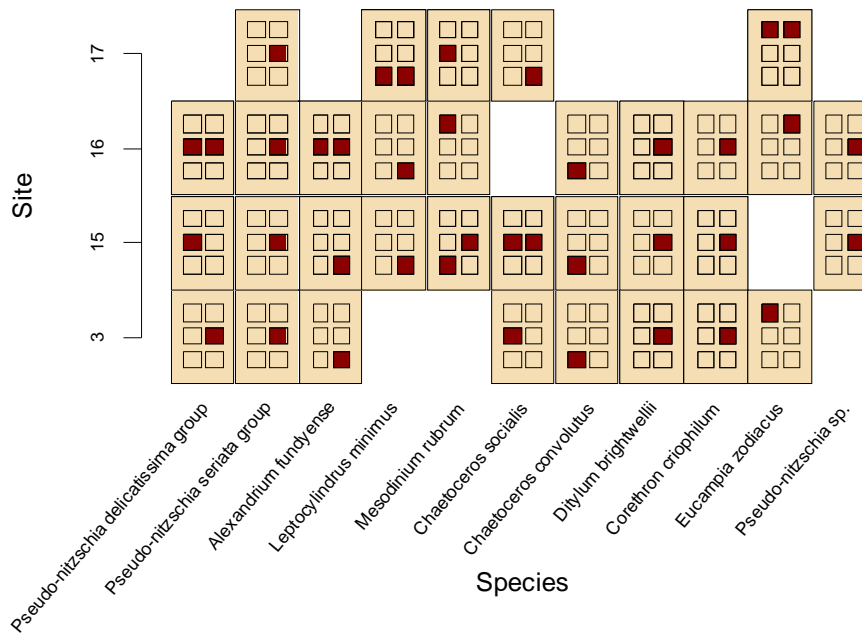 17
16
15
3
Site
Pseudo-nitzschia delicatissima group
Pseudo-nitzschia seriata group
Alexandrium fundyense
Leptocylindrus minimus
Mesodinium rubrum
Chaetoceros socialis
Chaetoceros convolutus
Ditylum brightwellii
Corethron criophilum
Eucampia zodiacus
Pseudo-nitzschia sp.
Species